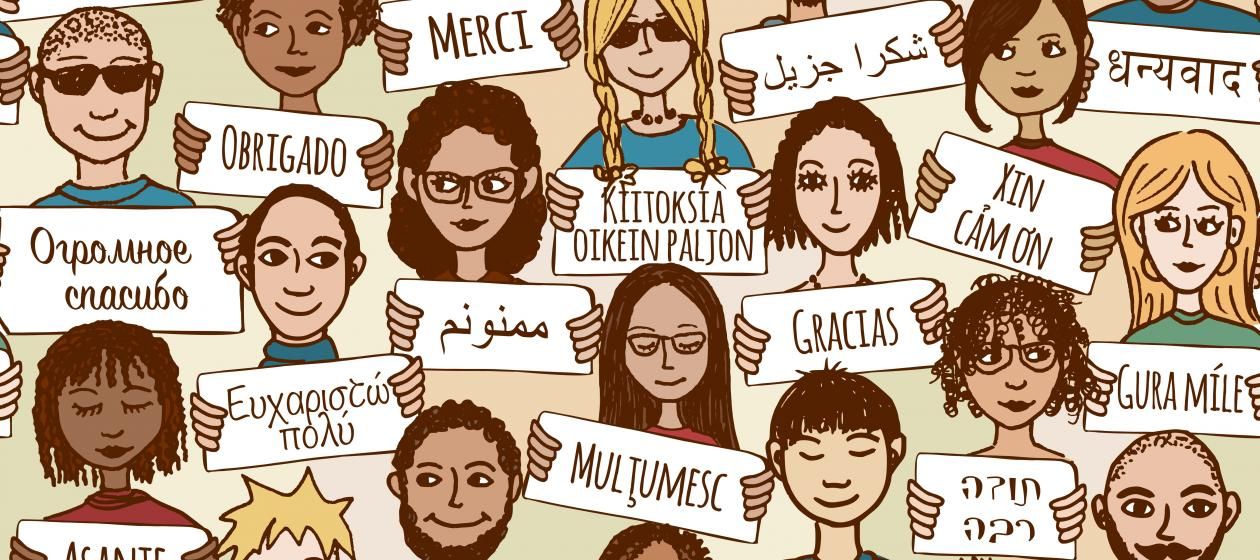 MERCI
شكرا جزيل
धन्यवाद
OBRIGADO
KIITOKSIA
OIKEIN PALJON
XIN
CẢM ƠN
Огромное
спасибо
ممنونم
GRACIAS
GURA MÍLE
Ευχαριστώ
πολύ
MULŢUMESC
תודה
רבה
ASANTE